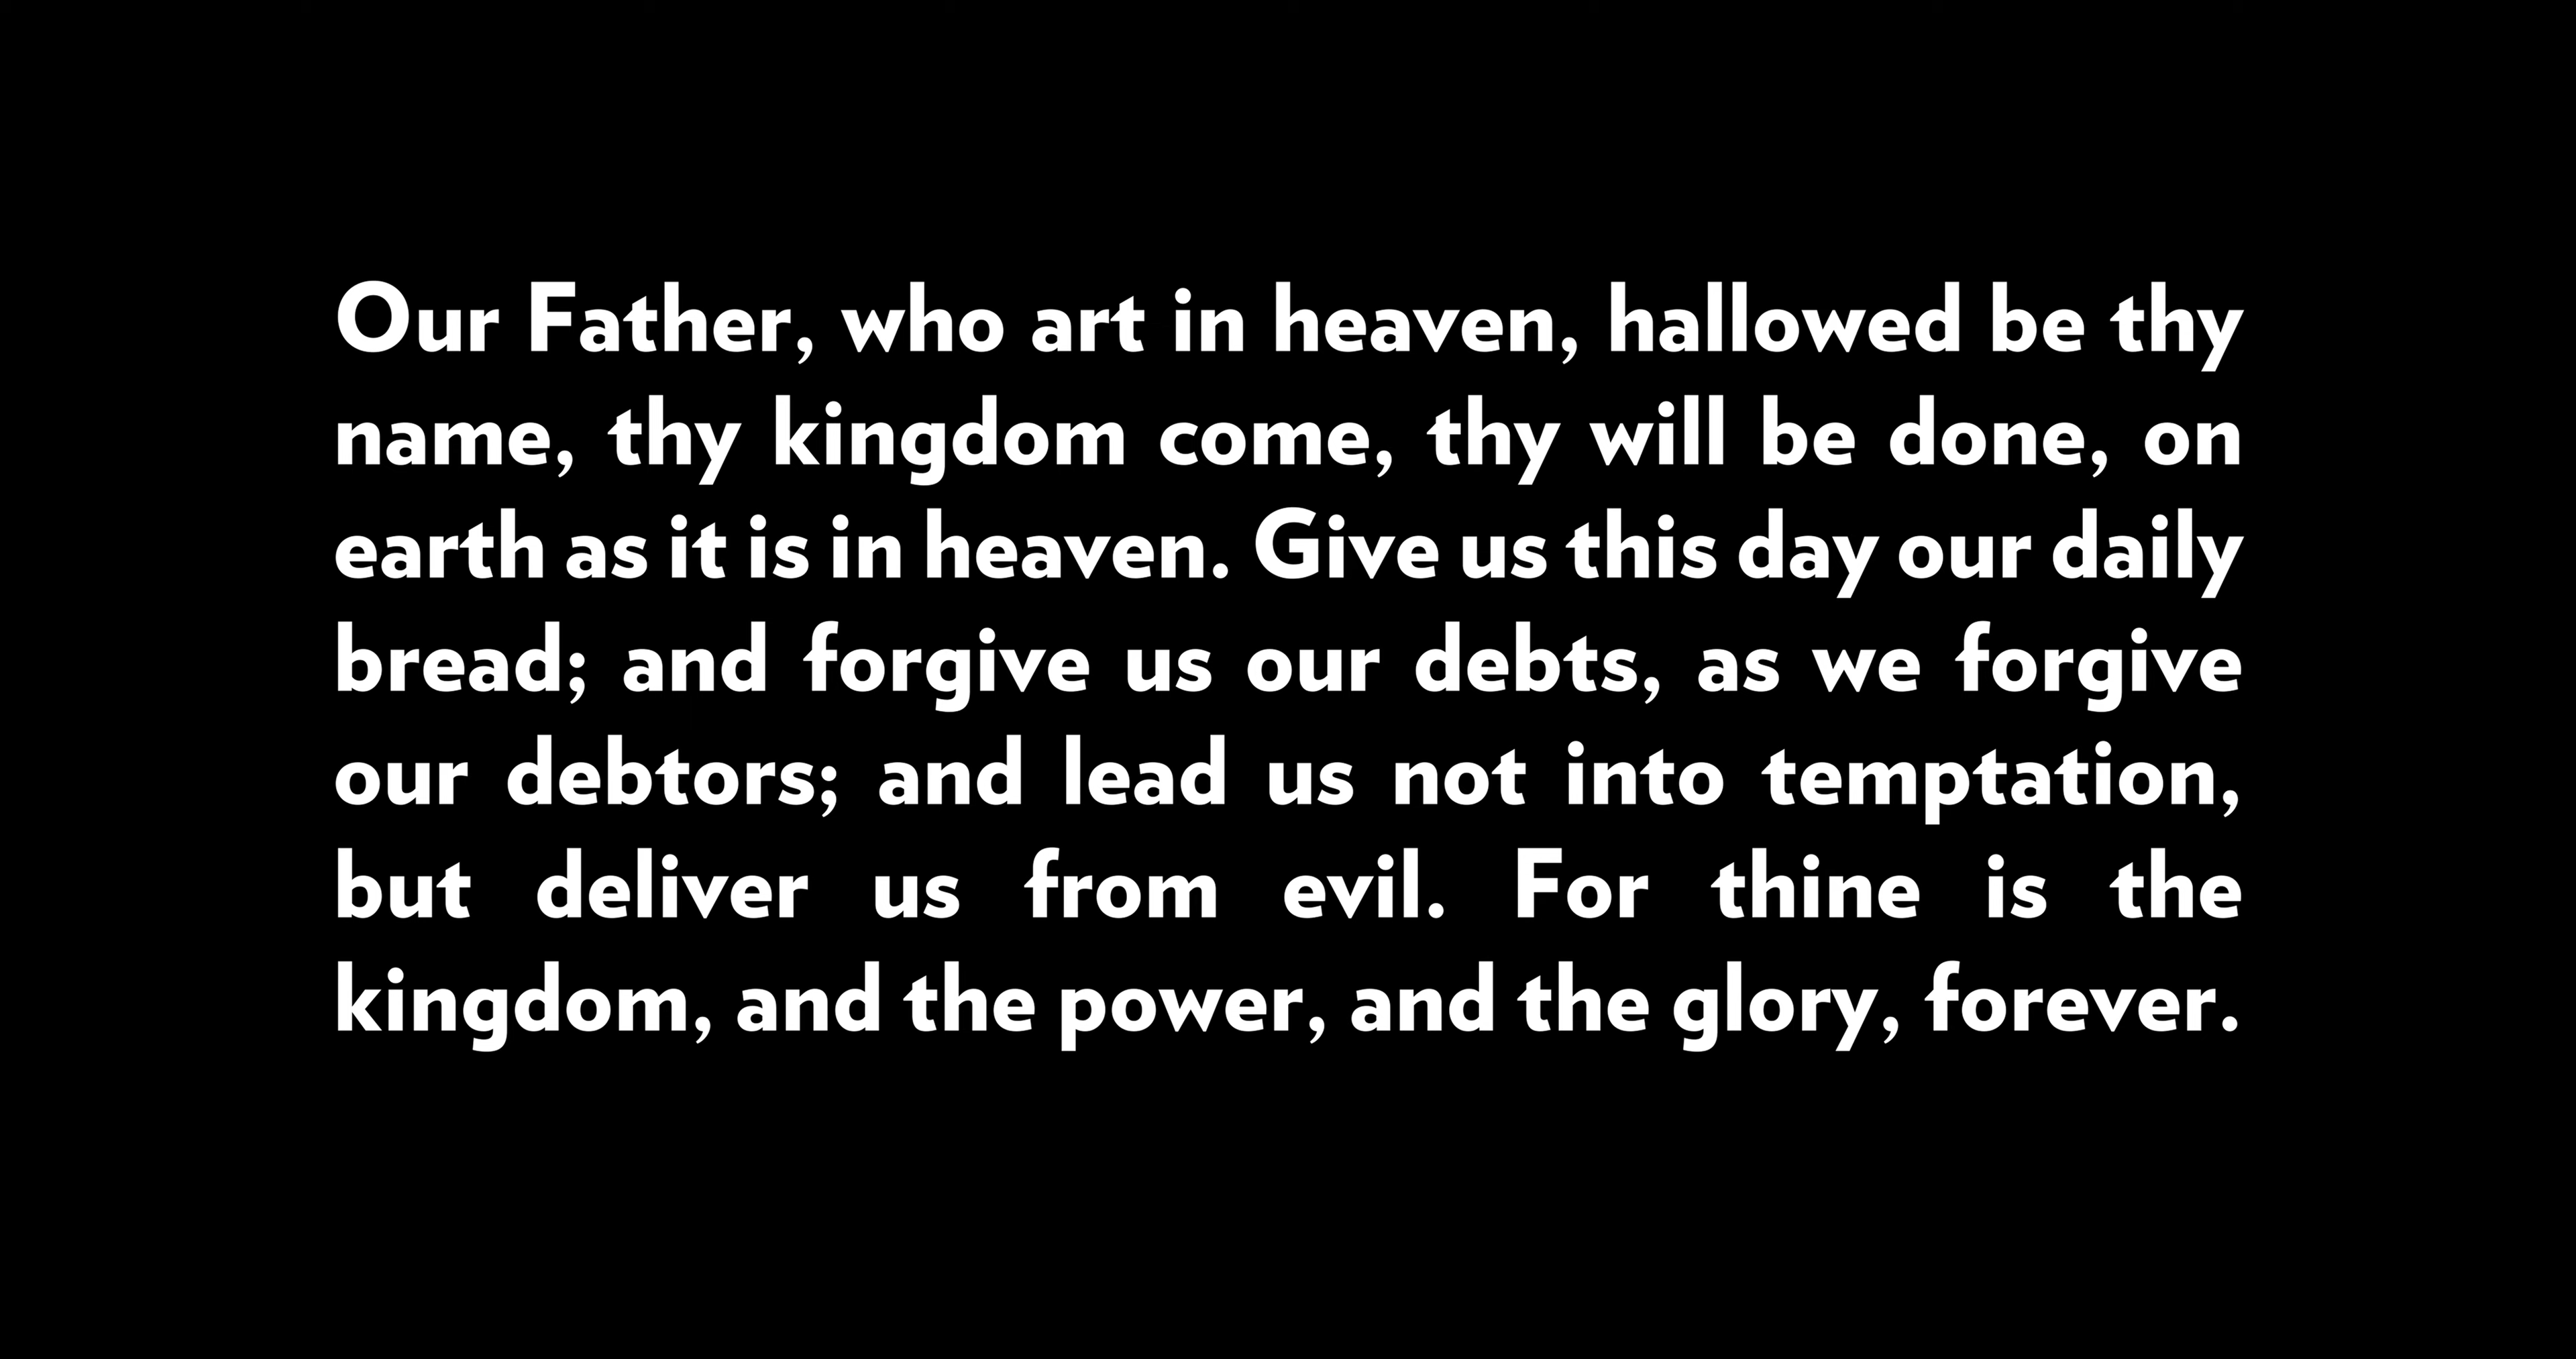 Our Father, who art in heaven, hallowed be thy
name, thy kingdom come, thy will be done, on
earth as it is in heaven. Give us this day our daily
bread; and forgive us our debts, as we forgive
our debtors; and lead us not into temptation,
but deliver us from evil. For thine is the
kingdom, and the power, and the glory, forever.